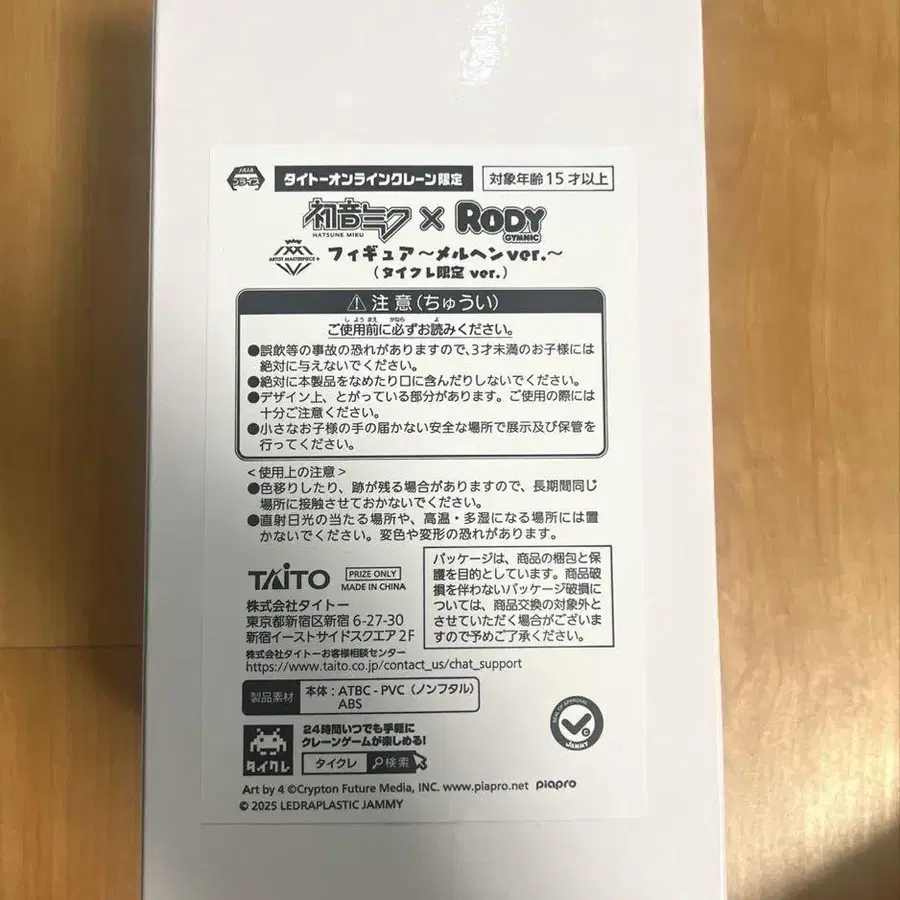 JAIA
プライズ
タイトーオンラインクレーン限定
対象年齢15才以上
初音ミク × RODY
HATSUNE MIKU
GYMNIC
ARTIST MASTERPIECE+
フィギュア~メルヘンver.~
(タイクレ限定 ver.)
⚠注意(ちゅうい)
しようまえ かなら よ
ご使用前に必ずお読みください。
●誤飲等の事故の恐れがありますので、3才未満のお子様には
絶対に与えないでください。
●絶対に本製品をなめたり口に含んだりしないでください。
●デザイン上、とがっている部分があります。ご使用の際には
十分ご注意ください。
●小さなお子様の手の届かない安全な場所で展示及び保管を
行ってください。
<使用上の注意>
●色移りしたり、跡が残る場合がありますので、長期間同じ
場所に接触させておかないでください。
●直射日光の当たる場所や、高温・多湿になる場所には置
かないでください。変色や変形の恐れがあります。
TAITO
PRIZE ONLY
MADE IN CHINA
株式会社タイトー
東京都新宿区新宿 6-27-30
新宿イーストサイドスクエア 2F
株式会社タイトーお客様相談センター
https://www.taito.co.jp/contact_us/chat_support
パッケージは、商品の梱包と保
護を目的としています。商品破
損を伴わないパッケージ破損に
ついては、商品交換の対象外と
させていただく場合がございま
すので予めご了承ください。
製品素材
本体:ATBC-PVC(ノンフタル)
ABS
タイクレ
24時間いつでも手軽に
クレーンゲームが楽しめる!
タイクレ 検索
SEAL OF APPROVAL
JAMMY
Art by 4 ©Crypton Future Media, INC. www.piapro.net piapro
© 2025 LEDRAPLASTIC JAMMY